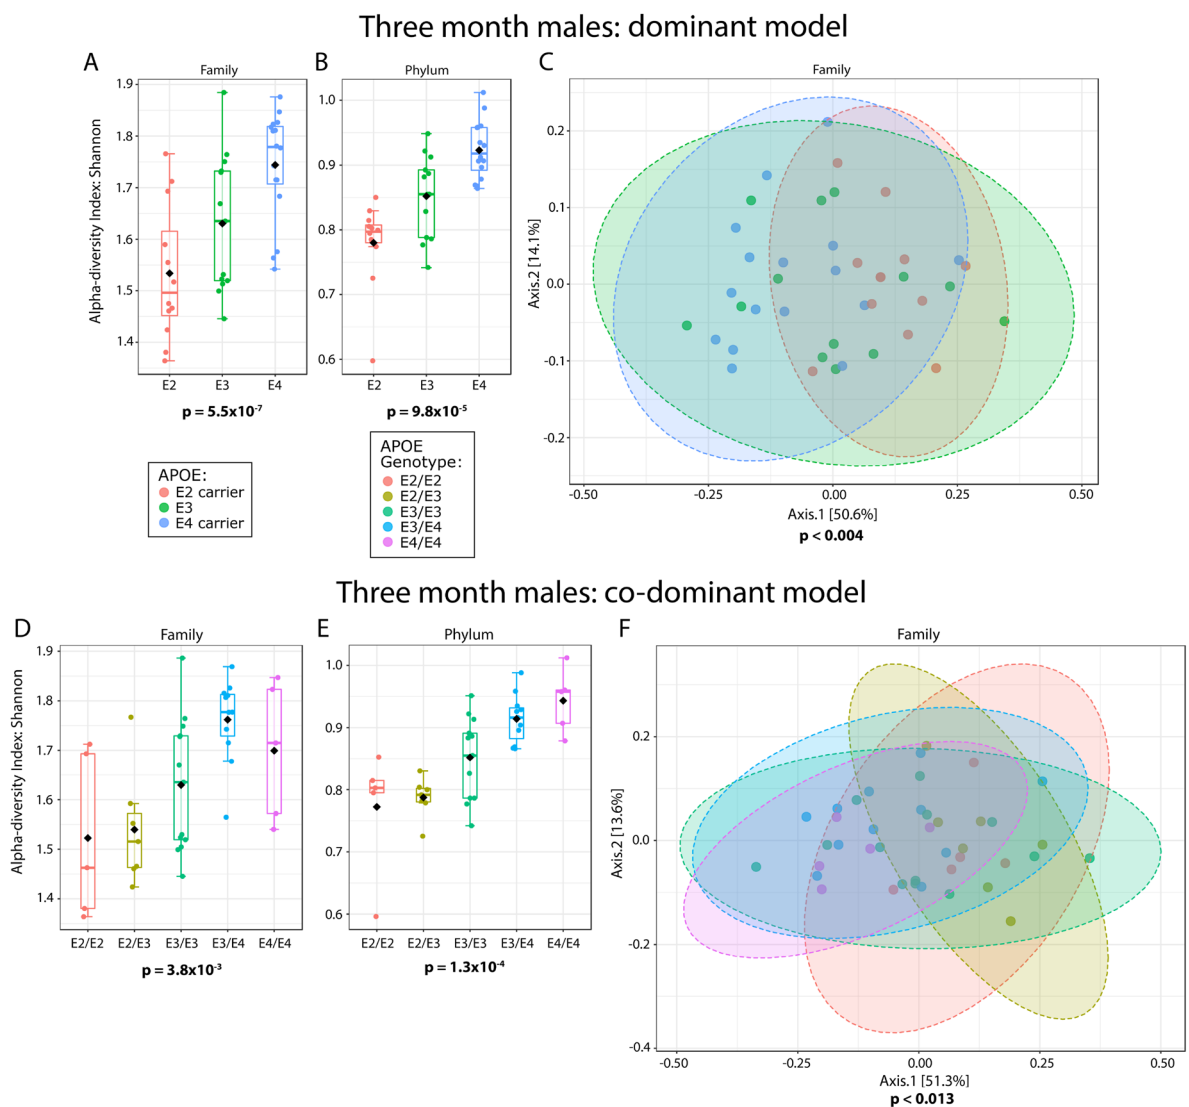 Three month males: dominant model
A
B
C
Family
Phylum
Family
Alpha-diversity Index: Shannon
1.9
1.8
1.7
1.6
1.5
1.4
E2 E3 E4
p = 5.5x10-7
1.0
0.9
0.8
0.7
0.6
E2 E3 E4
p = 9.8x10-5
Axis.2 [14.1%]
0.2
0.1
0.0
-0.1
-0.2
-0.50 -0.25 0.00 0.25 0.50
Axis.1 [50.6%]
p < 0.004
APOE:
E2 carrier
E3
E4 carrier
APOE
Genotype:
E2/E2
E2/E3
E3/E3
E3/E4
E4/E4
Three month males: co-dominant model
D
E
F
Family
Phylum
Family
Alpha-diversity Index: Shannon
1.9
1.8
1.7
1.6
1.5
1.4
E2/E2 E2/E3 E3/E3 E3/E4 E4/E4
p = 3.8x10-3
1.0
0.9
0.8
0.7
0.6
E2/E2 E2/E3 E3/E3 E3/E4 E4/E4
p = 1.3x10-4
Axis.2 [13.6%]
0.2
0.0
-0.2
-0.4
-0.50 -0.25 0.00 0.25 0.50
Axis.1 [51.3%]
p < 0.013